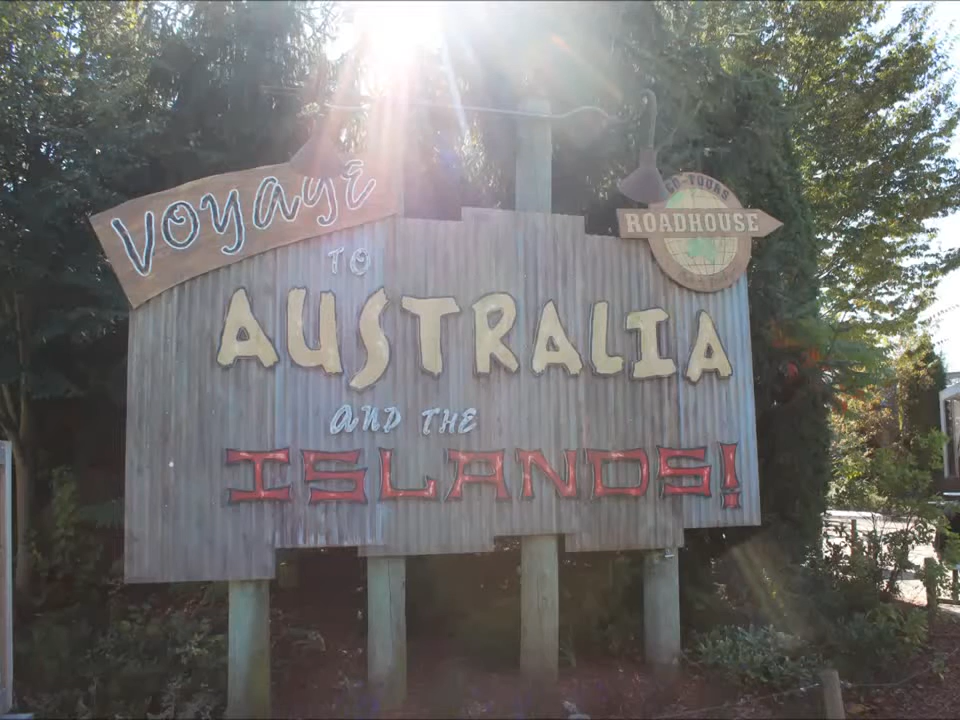 VOYAGE
TO
AUSTRALIA
AND THE
ISLANDS!
ROADHOUSE